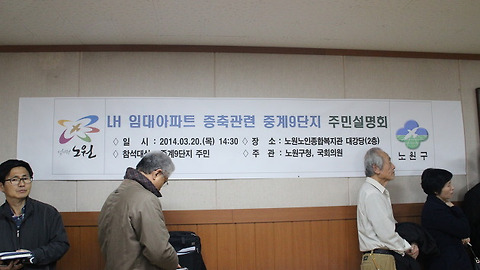 LH 임대아파트 증축관련 중계9단지 주민설명회
◇ 일 시 : 2014.03.20.(목) 14:30 ◇ 장 소 : 노원노인종합복지관 대강당(2층)
◇ 참석대상 중계9단지 주민 ◇ 주 관 : 노원구청, 국회의원
노원
노원구